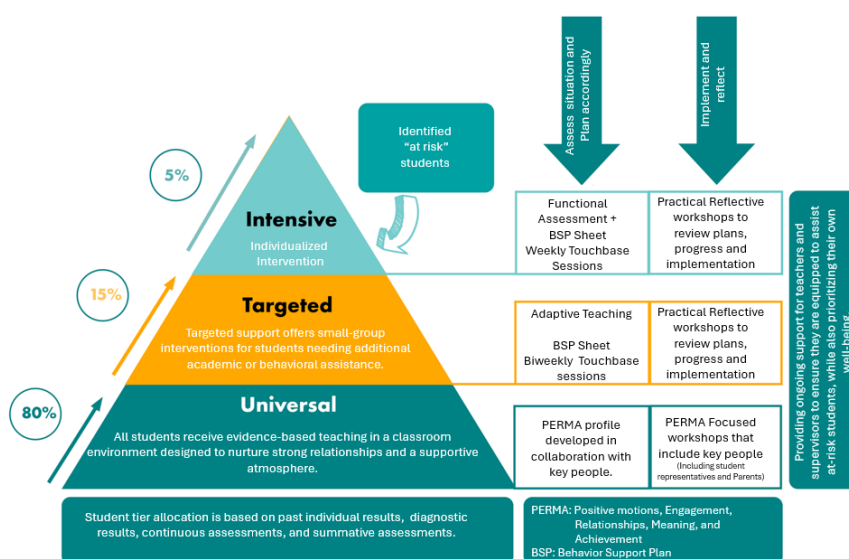 Assess situation and
Plan accordingly
Implement and
reflect
Identified
“at risk”
students
5%
Intensive
Individualized
Intervention
Functional
Assessment +
BSP Sheet
Weekly Touchbase
Sessions
Practical Reflective
workshops to
review plans,
progress and
implementation
15%
Targeted
Targeted support offers small-group
interventions for students needing additional
academic or behavioral assistance.
Adaptive Teaching
BSP Sheet
Biweekly Touchbase
sessions
Practical Reflective
workshops to
review plans,
progress and
implementation
80%
Universal
All students receive evidence-based teaching in a classroom
environment designed to nurture strong relationships and a supportive
atmosphere.
PERMA profile
developed in
collaboration with
key people.
PERMA Focused
workshops that
include key people
(Including student
representatives and Parents)
Providing ongoing support for teachers and
supervisors to ensure they are equipped to assist
at-risk students, while also prioritizing their own
well-being.
Student tier allocation is based on past individual results, diagnostic
results, continuous assessments, and summative assessments.
PERMA: Positive motions, Engagement,
Relationships, Meaning, and
Achievement
BSP: Behavior Support Plan